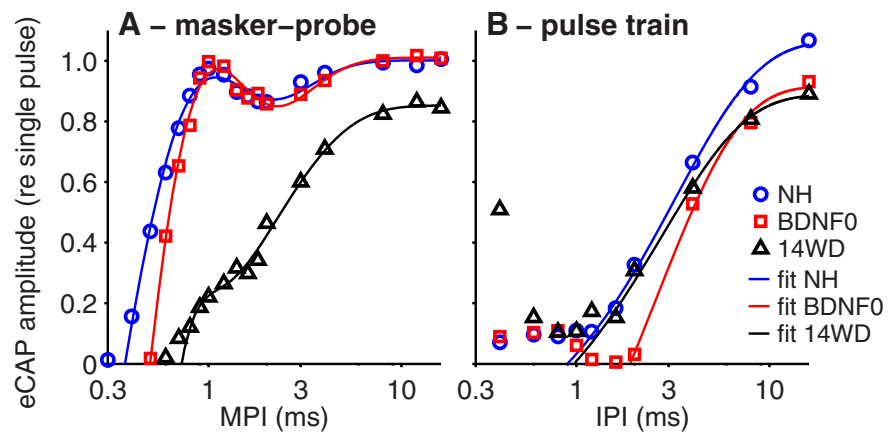 A – masker–probe
B – pulse train
eCAP amplitude (re single pulse)
1.0
0.8
0.6
0.4
0.2
0
0.3
1
3
10
MPI (ms)
0.3
1
3
10
IPI (ms)
NH
BDNF0
14WD
fit NH
fit BDNF0
fit 14WD